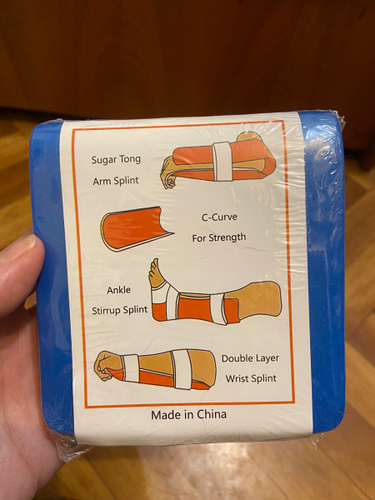 Sugar Tong
Arm Splint
C-Curve
For Strength
Ankle
Stirrup Splint
Double Layer
Wrist Splint
Made in China